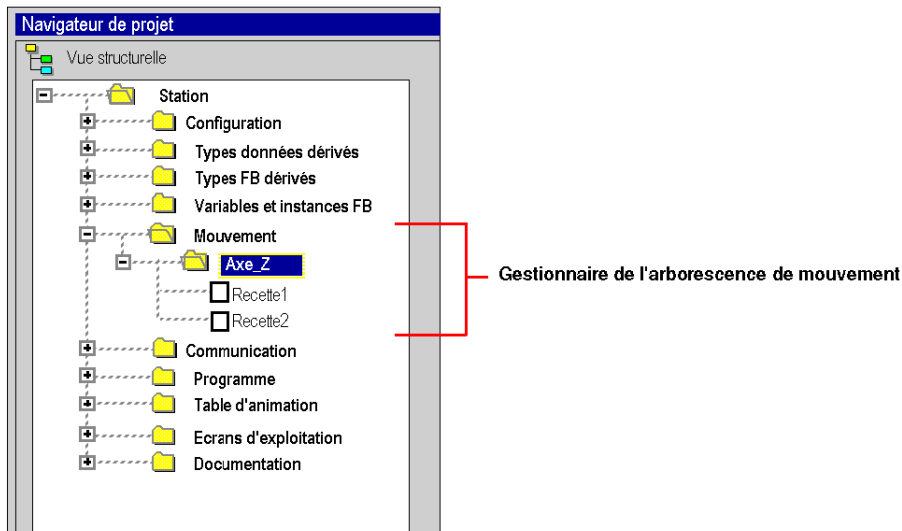 Navigateur de projet
Vue structurelle
Station
Configuration
Types données dérivés
Types FB dérivés
Variables et instances FB
Mouvement
Axe_Z
Gestionnaire de l'arborescence de mouvement
Recette1
Recette2
Communication
Programme
Table d'animation
Ecrans d'exploitation
Documentation